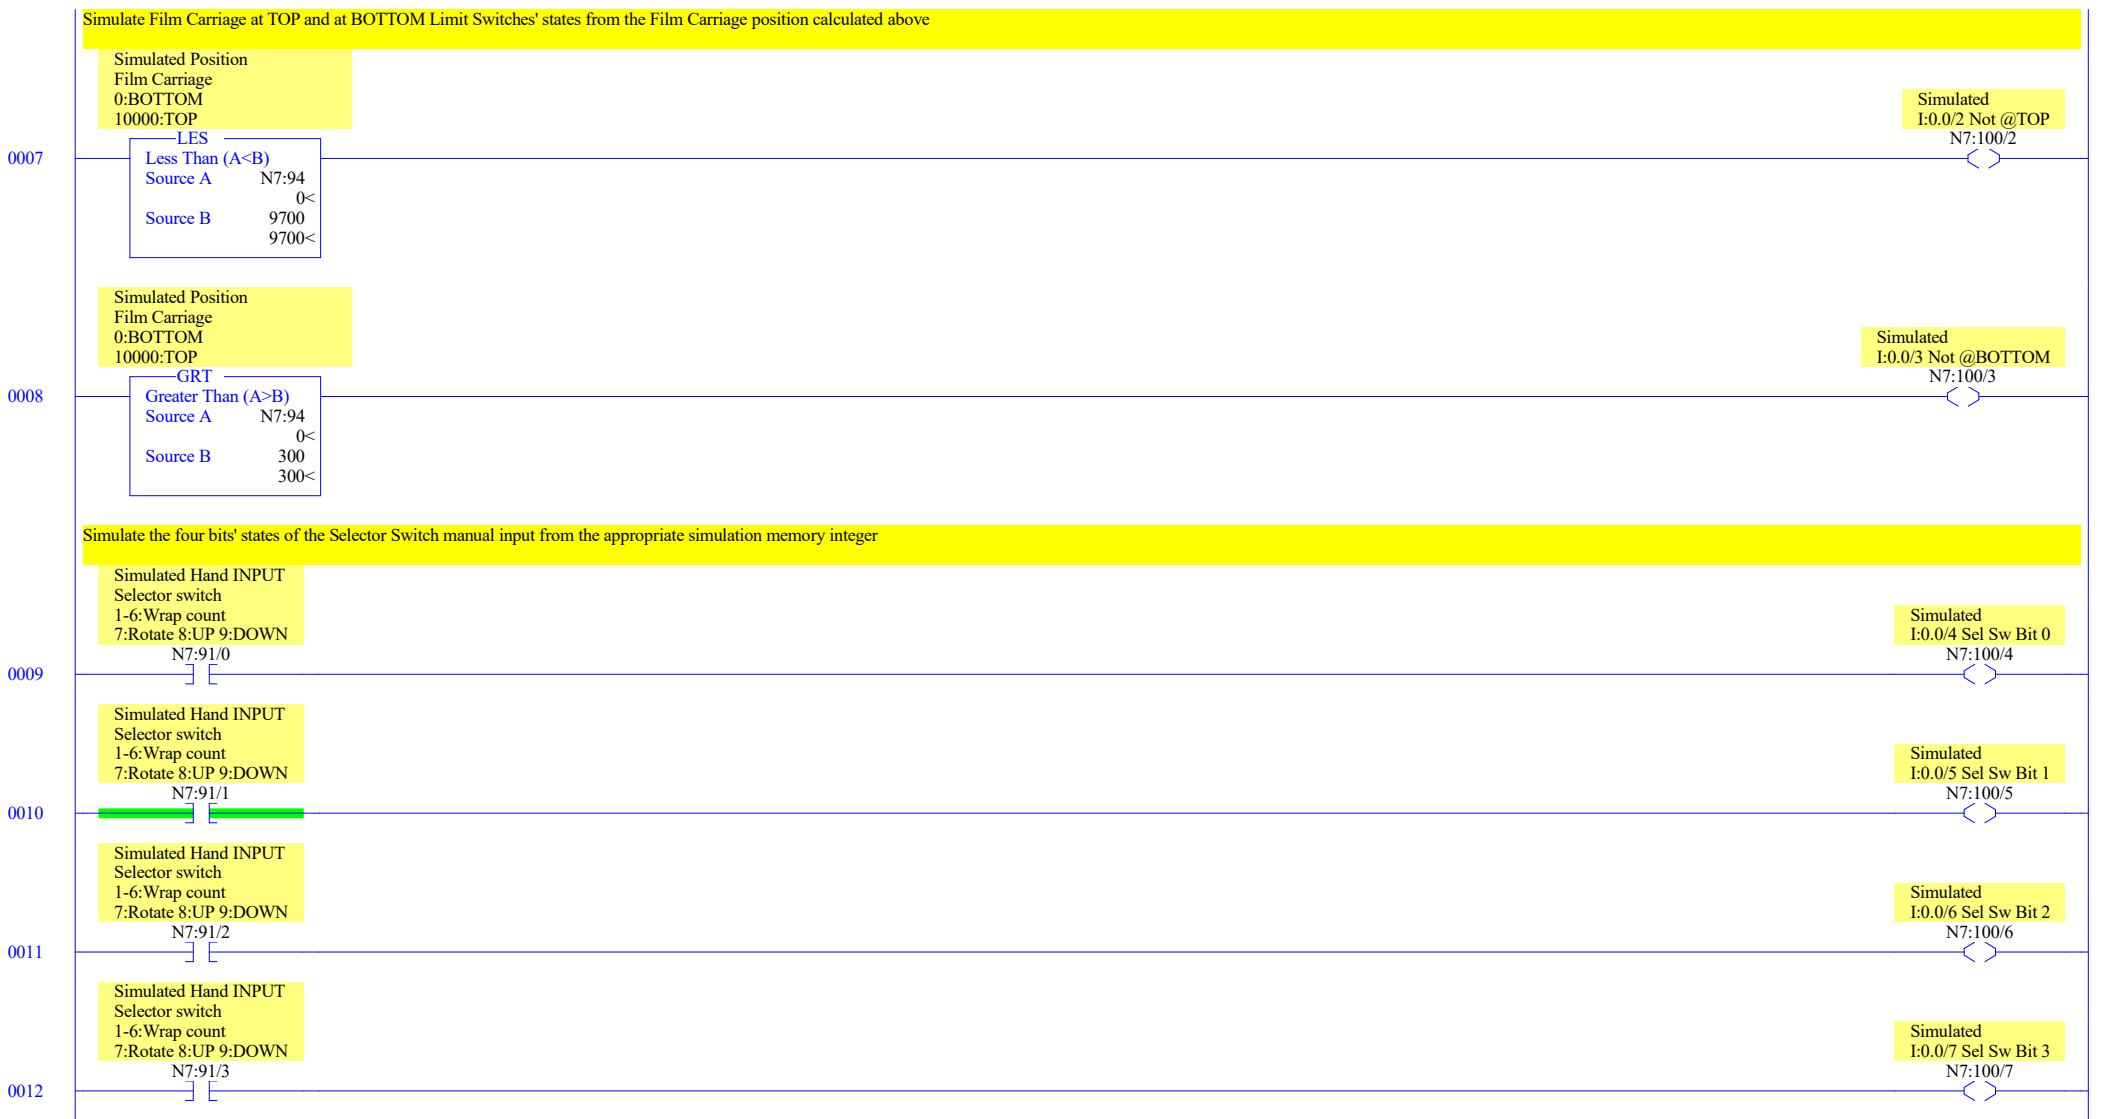 Simulate Film Carriage at TOP and at BOTTOM Limit Switches' states from the Film Carriage position calculated above
Simulated Position
Film Carriage
0:BOTTOM
10000:TOP
Simulated
I:0.0/2 Not @TOP
N7:100/2
LES
0007
Less Than (A<B)
Source A N7:94
0<
Source B 9700
9700<
Simulated Position
Film Carriage
0:BOTTOM
10000:TOP
Simulated
I:0.0/3 Not @BOTTOM
N7:100/3
GRT
0008
Greater Than (A>B)
Source A N7:94
0<
Source B 300
300<
Simulate the four bits' states of the Selector Switch manual input from the appropriate simulation memory integer
Simulated Hand INPUT
Selector switch
1-6:Wrap count
7:Rotate 8:UP 9:DOWN
N7:91/0
Simulated
I:0.0/4 Sel Sw Bit 0
N7:100/4
0009
Simulated Hand INPUT
Selector switch
1-6:Wrap count
7:Rotate 8:UP 9:DOWN
N7:91/1
Simulated
I:0.0/5 Sel Sw Bit 1
N7:100/5
0010
Simulated Hand INPUT
Selector switch
1-6:Wrap count
7:Rotate 8:UP 9:DOWN
N7:91/2
Simulated
I:0.0/6 Sel Sw Bit 2
N7:100/6
0011
Simulated Hand INPUT
Selector switch
1-6:Wrap count
7:Rotate 8:UP 9:DOWN
N7:91/3
Simulated
I:0.0/7 Sel Sw Bit 3
N7:100/7
0012